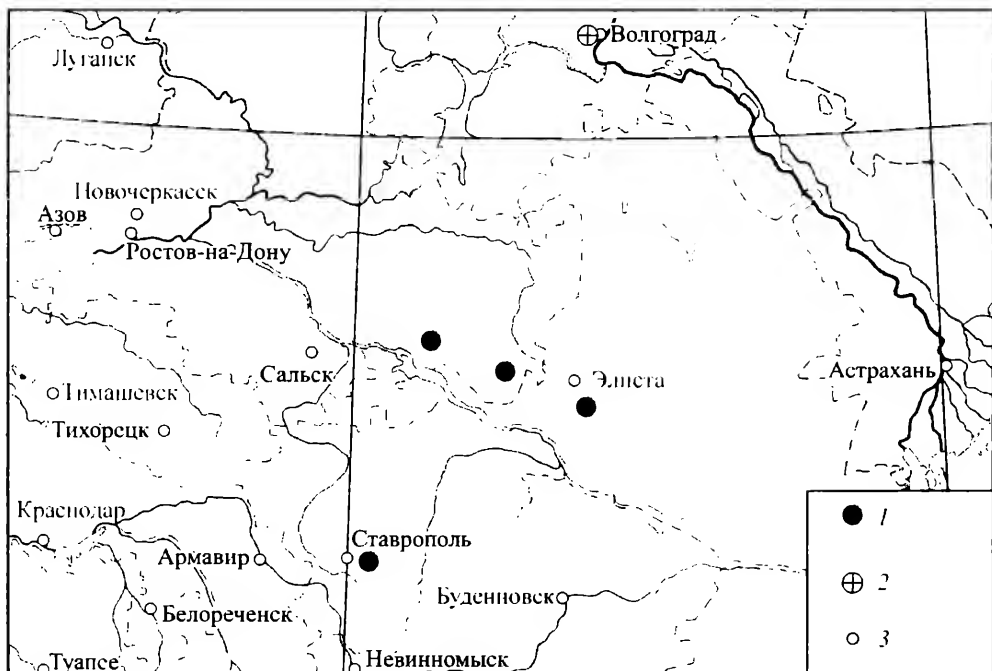 Волгоград
Луганск
Новочеркасск
Азов
Ростов-на-Дону
Сальск
Элиста
Астрахань
Тимашевск
Тихорецк
Краснодар
1
Ставрополь
Армавир
2
Буденновск
Белореченск
3
Туапсе
Невинномыск